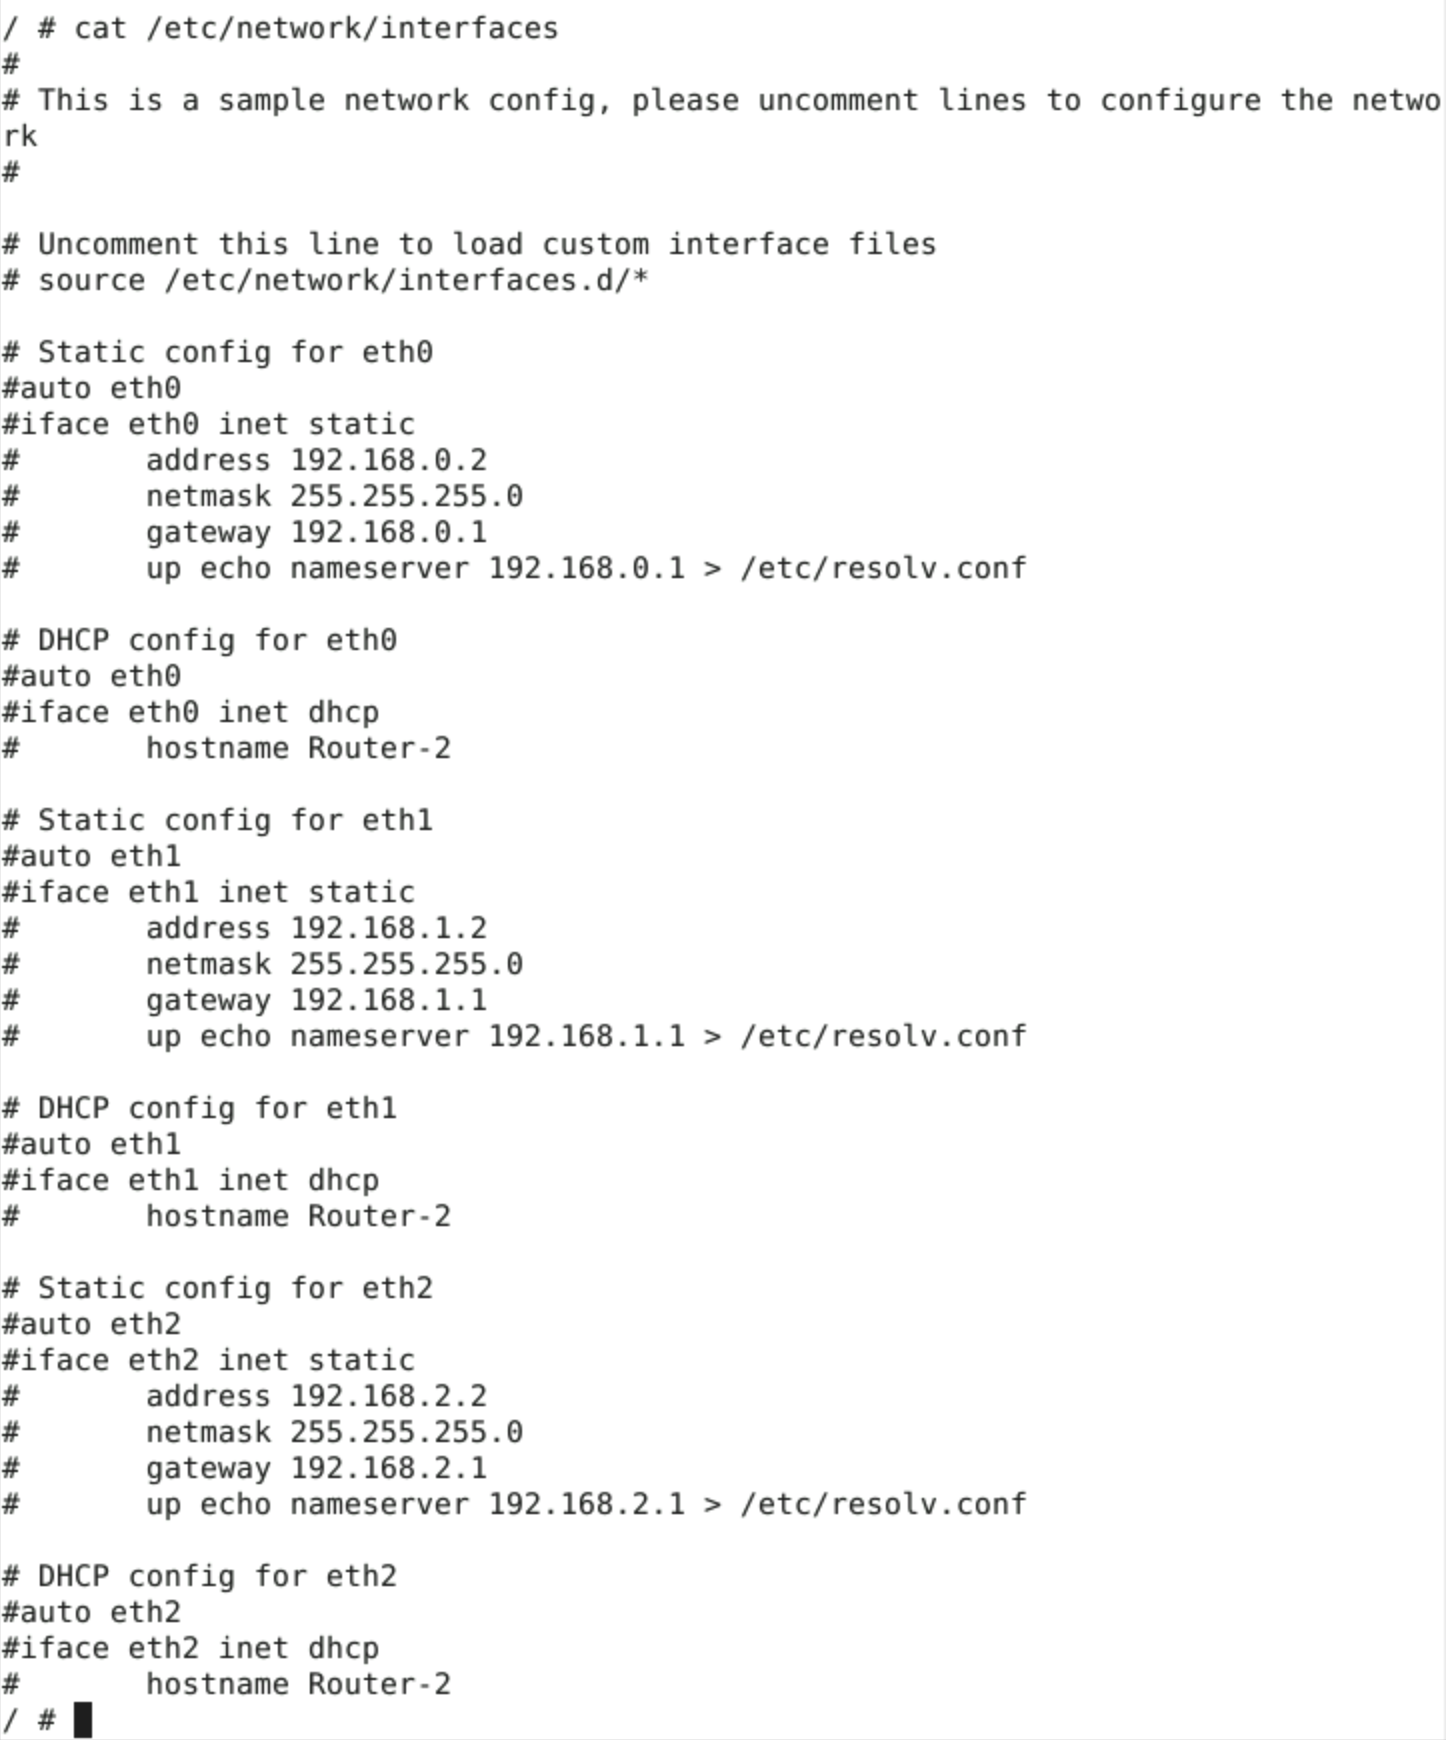 / # cat /etc/network/interfaces
#
# This is a sample network config, please uncomment lines to configure the netwo
rk
#
# Uncomment this line to load custom interface files
# source /etc/network/interfaces.d/*
# Static config for eth0
#auto eth0
#iface eth0 inet static
#       address 192.168.0.2
#       netmask 255.255.255.0
#       gateway 192.168.0.1
#       up echo nameserver 192.168.0.1 > /etc/resolv.conf
# DHCP config for eth0
#auto eth0
#iface eth0 inet dhcp
#       hostname Router-2
# Static config for eth1
#auto eth1
#iface eth1 inet static
#       address 192.168.1.2
#       netmask 255.255.255.0
#       gateway 192.168.1.1
#       up echo nameserver 192.168.1.1 > /etc/resolv.conf
# DHCP config for eth1
#auto eth1
#iface eth1 inet dhcp
#       hostname Router-2
# Static config for eth2
#auto eth2
#iface eth2 inet static
#       address 192.168.2.2
#       netmask 255.255.255.0
#       gateway 192.168.2.1
#       up echo nameserver 192.168.2.1 > /etc/resolv.conf
# DHCP config for eth2
#auto eth2
#iface eth2 inet dhcp
#       hostname Router-2
/ #